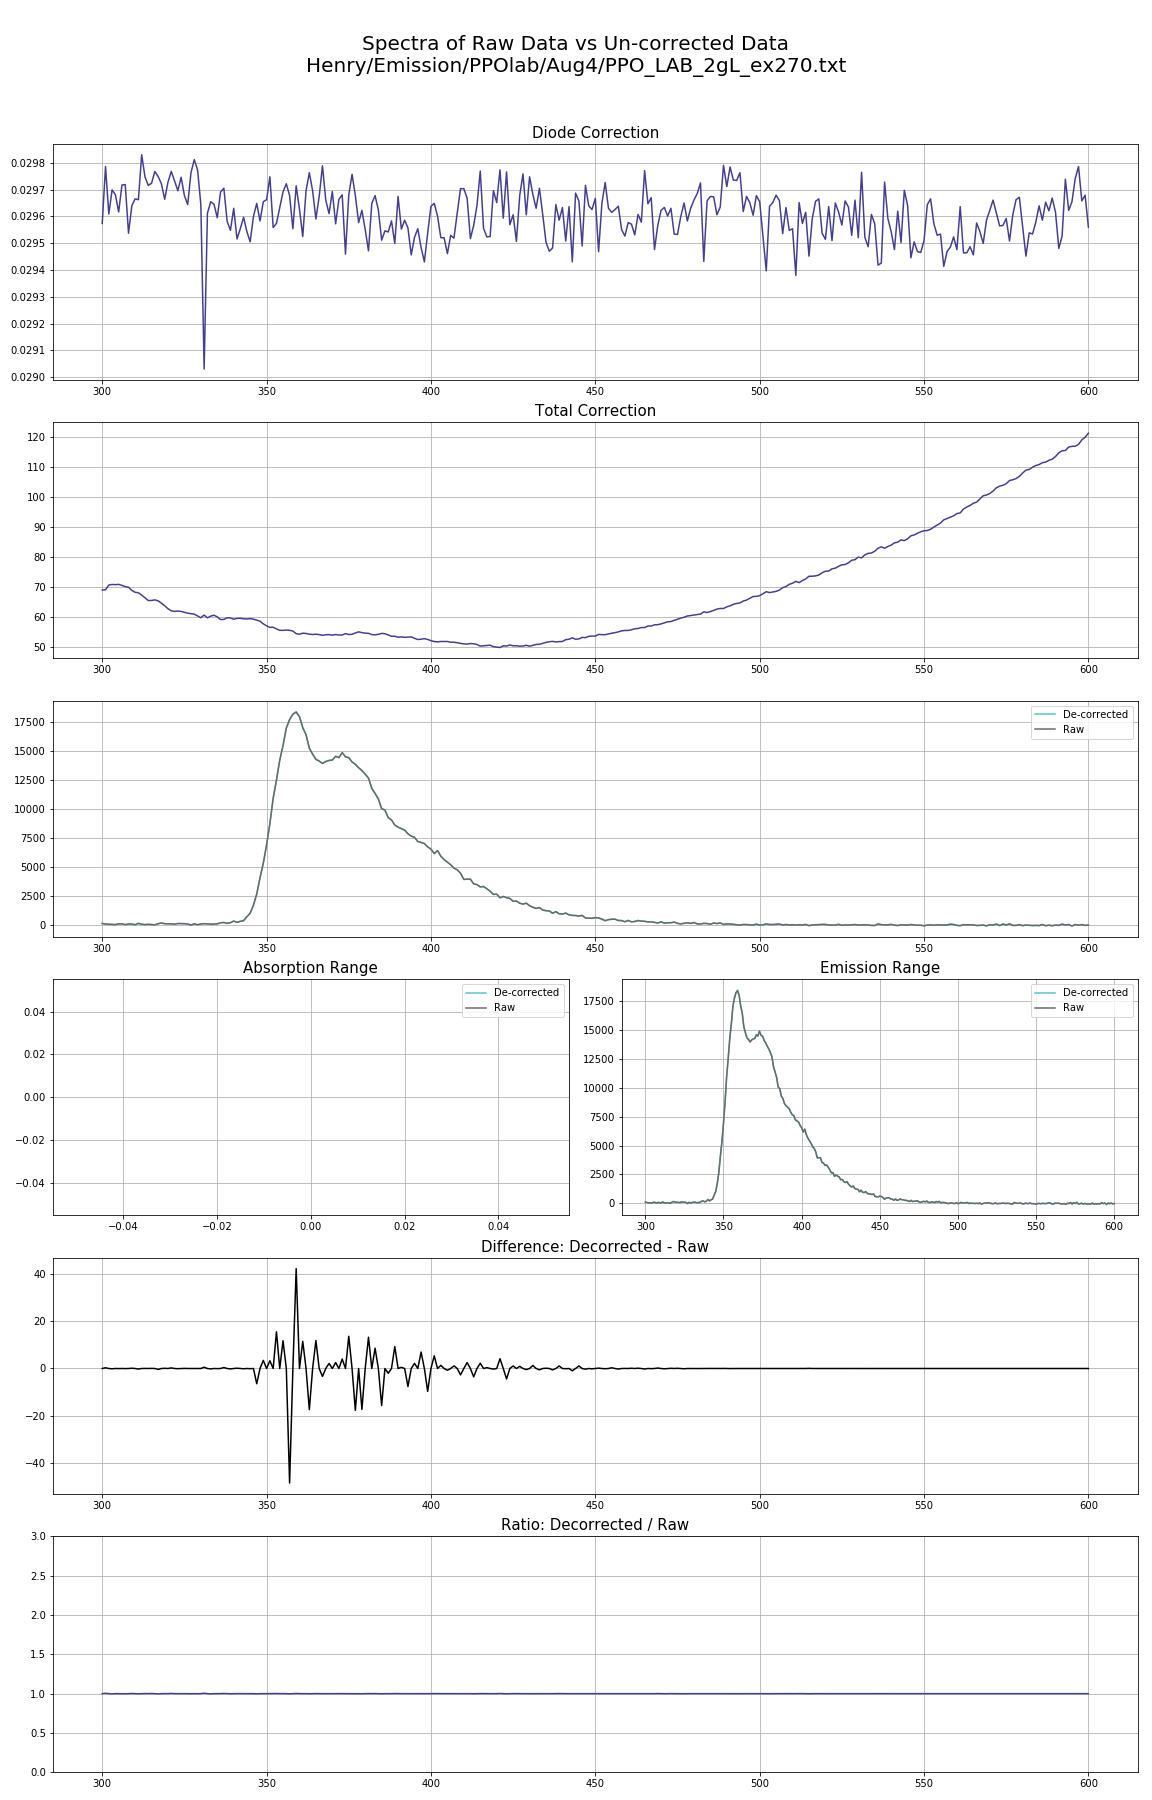 Spectra of Raw Data vs Un-corrected Data
Henry/Emission/PPOlab/Aug4/PPO_LAB_2gL_ex270.txt
Diode Correction
0.0298
0.0297
0.0296
0.0295
0.0294
0.0293
0.0292
0.0291
0.0290
300 350 400 450 500 550 600
Total Correction
120
110
100
90
80
70
60
50
300 350 400 450 500 550 600
De-corrected
Raw
17500
15000
12500
10000
7500
5000
2500
0
300 350 400 450 500 550 600
Absorption Range
De-corrected
Raw
0.04
0.02
0.00
−0.02
−0.04
−0.04 −0.02 0.00 0.02 0.04
Emission Range
De-corrected
Raw
17500
15000
12500
10000
7500
5000
2500
0
300 350 400 450 500 550 600
Difference: Decorrected - Raw
40
20
0
−20
−40
300 350 400 450 500 550 600
Ratio: Decorrected / Raw
3.0
2.5
2.0
1.5
1.0
0.5
0.0
300 350 400 450 500 550 600